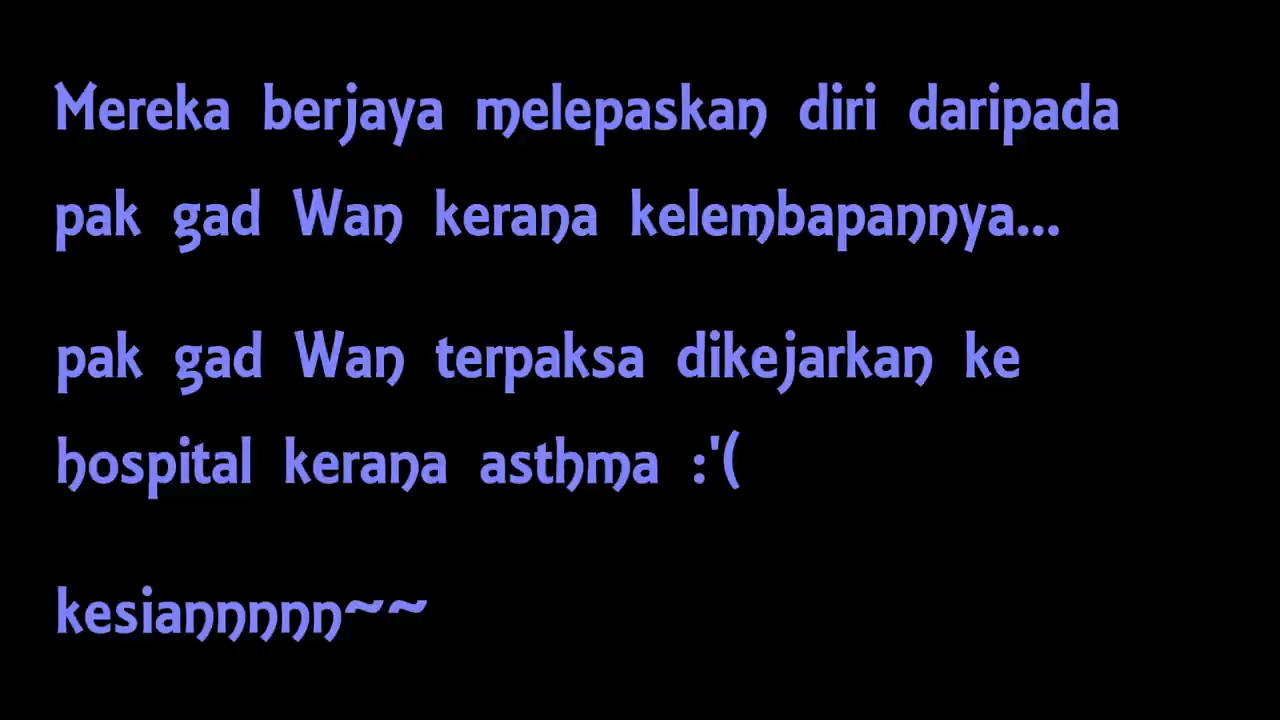 Mereka berjaya melepaskan diri daripada
pak gad Wan kerana kelembapannya...
pak gad Wan terpaksa dikejarkan ke
hospital kerana asthma :'(
kesiannnnn~~